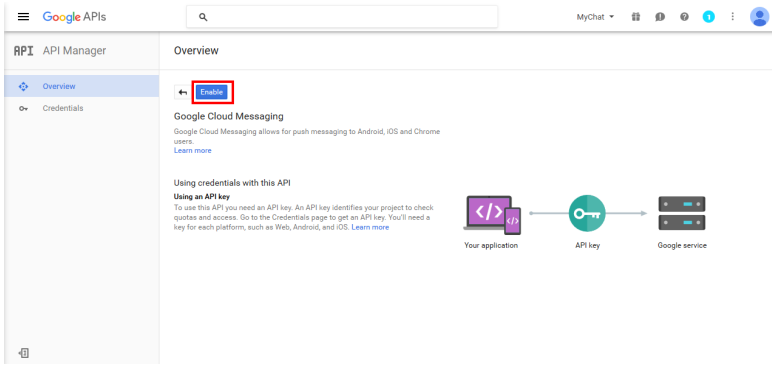 Google APIs
MyChat
1
API API Manager
Overview
Overview
Credentials
Enable
Google Cloud Messaging
Google Cloud Messaging allows for push messaging to Android, iOS and Chrome
users.
Learn more
Using credentials with this API
Using an API key
To use this API you need an API key. An API key identifies your project to check
quotas and access. Go to the Credentials page to get an API key. You'll need a
key for each platform, such as Web, Android, and iOS. Learn more
</>
</>
Your application
API key
Google service